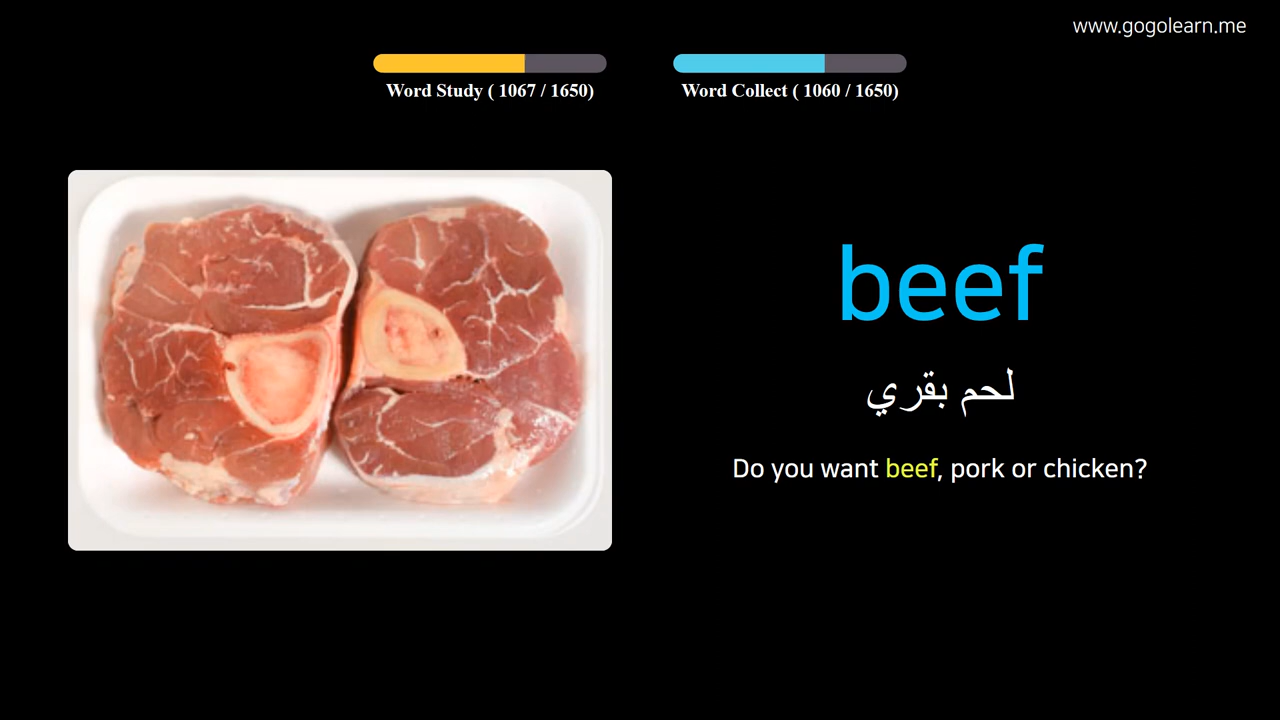 www.gogolearn.me
Word Study ( 1067 / 1650)
Word Collect ( 1060 / 1650)
beef
لحم بقري
Do you want beef, pork or chicken?